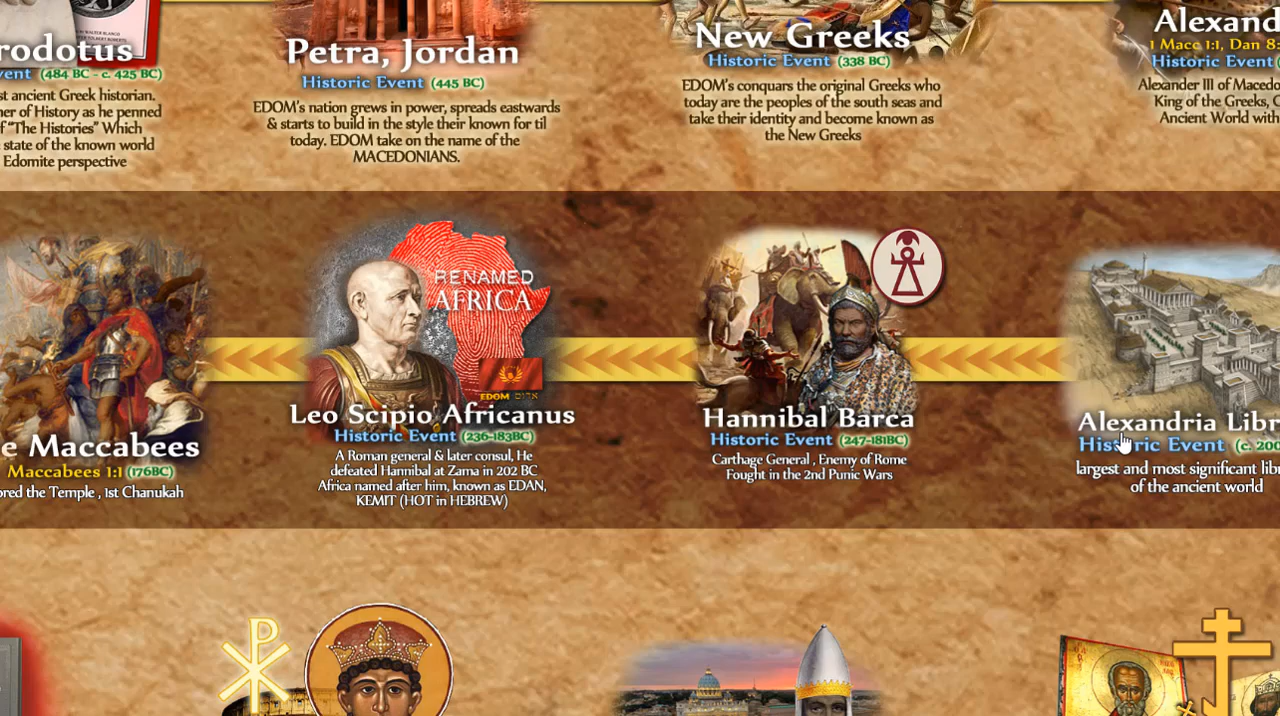 rodotus
vent (484 BC - c. 425 BC)
st ancient Greek historian.
er of History as he penned
f "The Histories" Which
state of the known world
Edomite perspective
Petra, Jordan
Historic Event (445 BC)
EDOM's nation grews in power, spreads eastwards
& starts to build in the style their known for til
today. EDOM take on the name of the
MACEDONIANS.
New Greeks
Historic Event (338 BC)
EDOM's conquars the original Greeks who
today are the peoples of the south seas and
take their identity and become known as
the New Greeks
Alexand
1 Macc 1:1, Dan 8:
Historic Event (
Alexander III of Macedo
King of the Greeks, C
Ancient World with
e Maccabees
Maccabees 1:1 (176BC)
ored the Temple , 1st Chanukah
RENAMED
AFRICA
EDOM אדום
Leo Scipio Africanus
Historic Event (236-183BC)
A Roman general & later consul, He
defeated Hannibal at Zama in 202 BC
Africa named after him, known as EDAN,
KEMIT (HOT in HEBREW)
Hannibal Barca
Historic Event (247-181BC)
Carthage General , Enemy of Rome
Fought in the 2nd Punic Wars
Alexandria Libr
Historic Event (c. 200
largest and most significant libr
of the ancient world